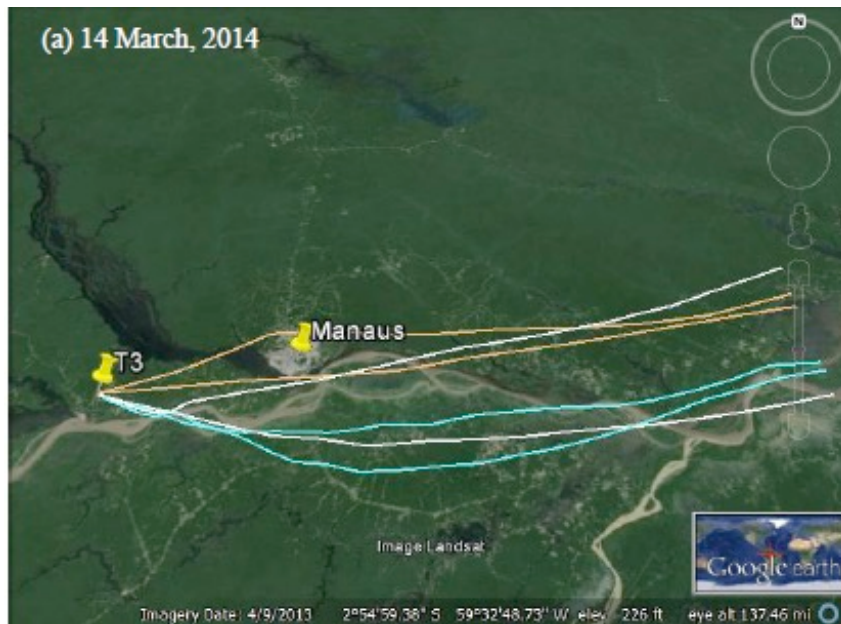 (a) 14 March, 2014
N
Manaus
T3
Image Landsat
Google earth
Imagery Date: 4/9/2013 2°54'59.38" S 59°32'48.73" W elev 226 ft eye alt 137.46 mi